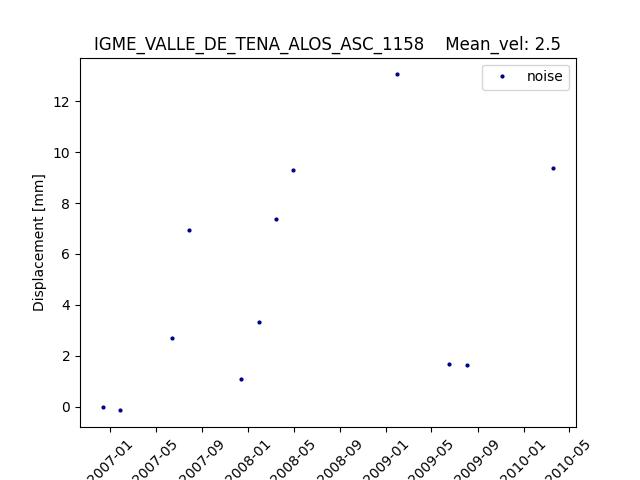 IGME_VALLE_DE_TENA_ALOS_ASC_1158 Mean_vel: 2.5
noise
Displacement [mm]
12
10
8
6
4
2
0
2007-01 2007-05 2007-09 2008-01 2008-05 2008-09 2009-01 2009-05 2009-09 2010-01 2010-05